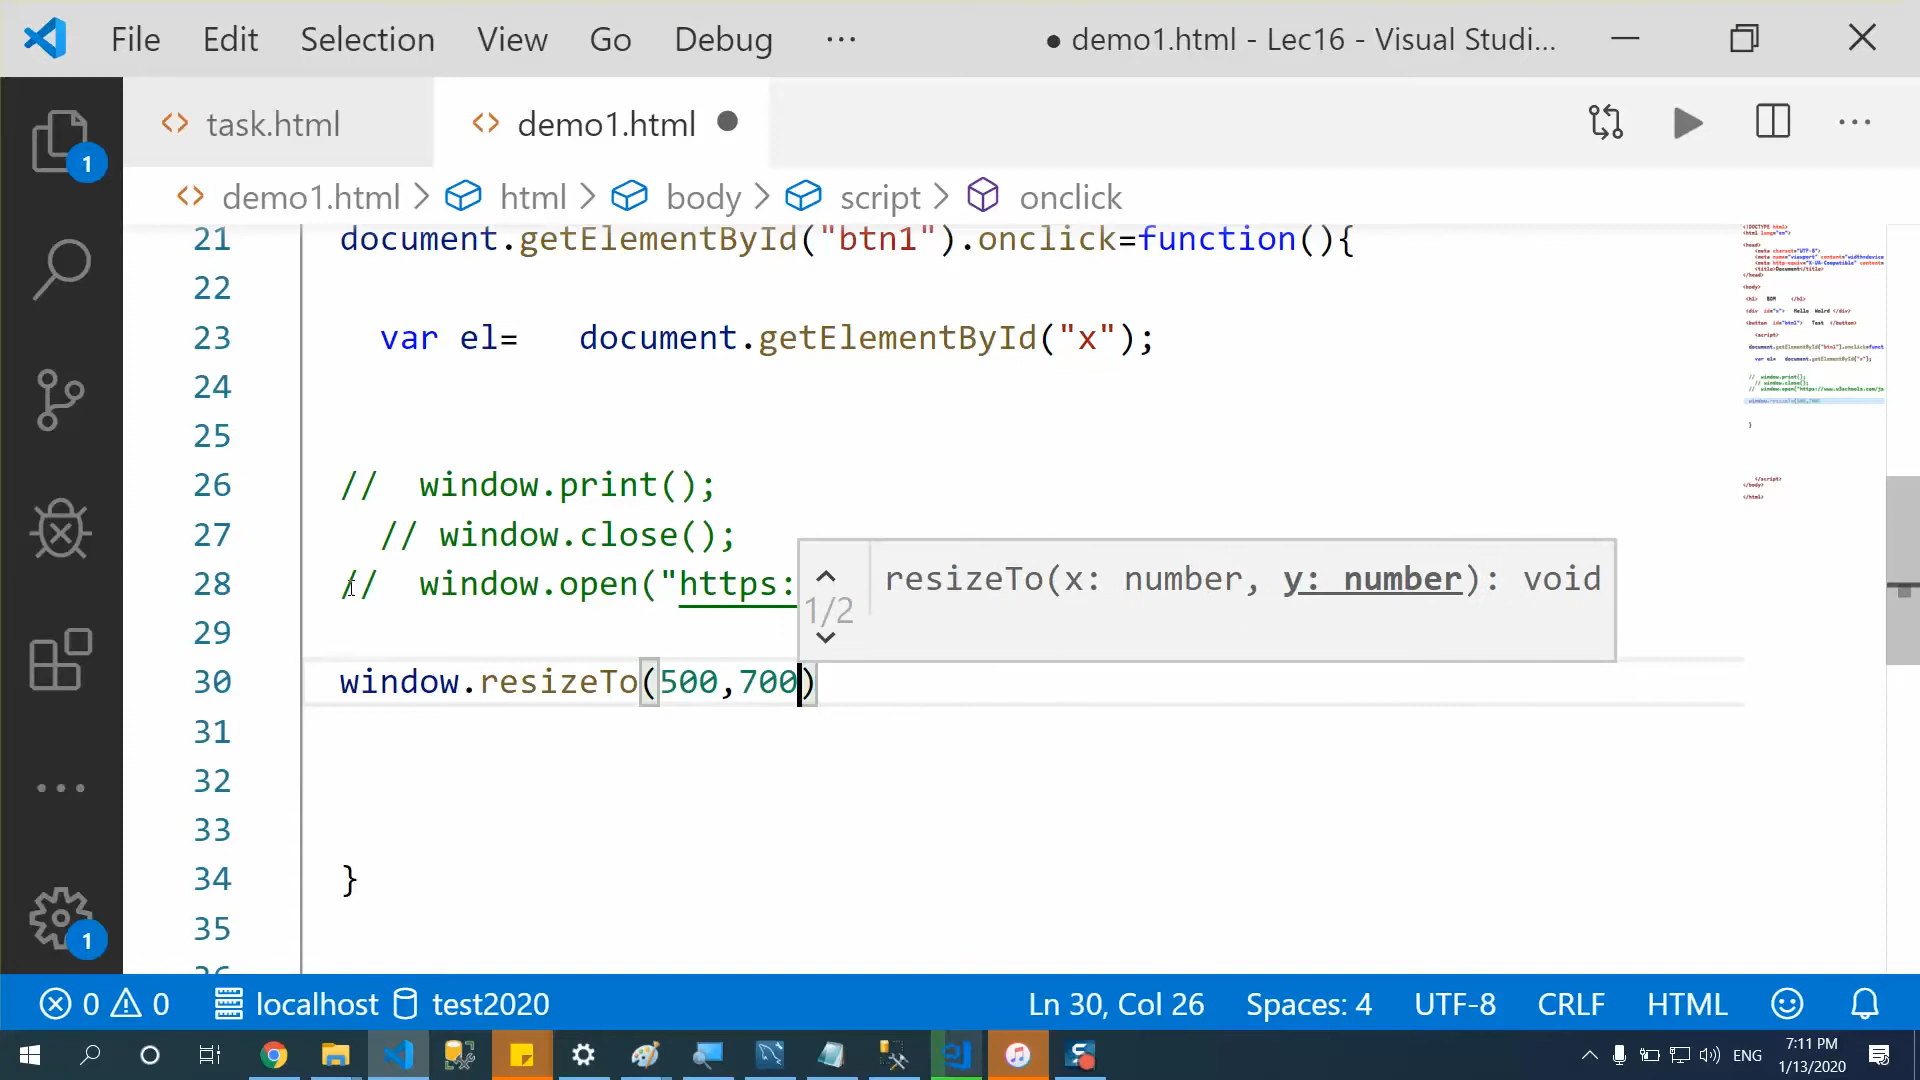 File Edit Selection View Go Debug ··· ● demo1.html - Lec16 - Visual Studi...
task.html demo1.html
demo1.html > html > body > script > onclick
21 document.getElementById("btn1").onclick=function(){
22
23 var el= document.getElementById("x");
24
25
26 // window.print();
27 // window.close();
28 // window.open("https:
resizeTo(x: number, y: number): void
1/2
29
30 window.resizeTo(500,700)
31
32
33
34 }
35
1
1
0 0 localhost test2020 Ln 30, Col 26 Spaces: 4 UTF-8 CRLF HTML
ENG 7:11 PM
1/13/2020